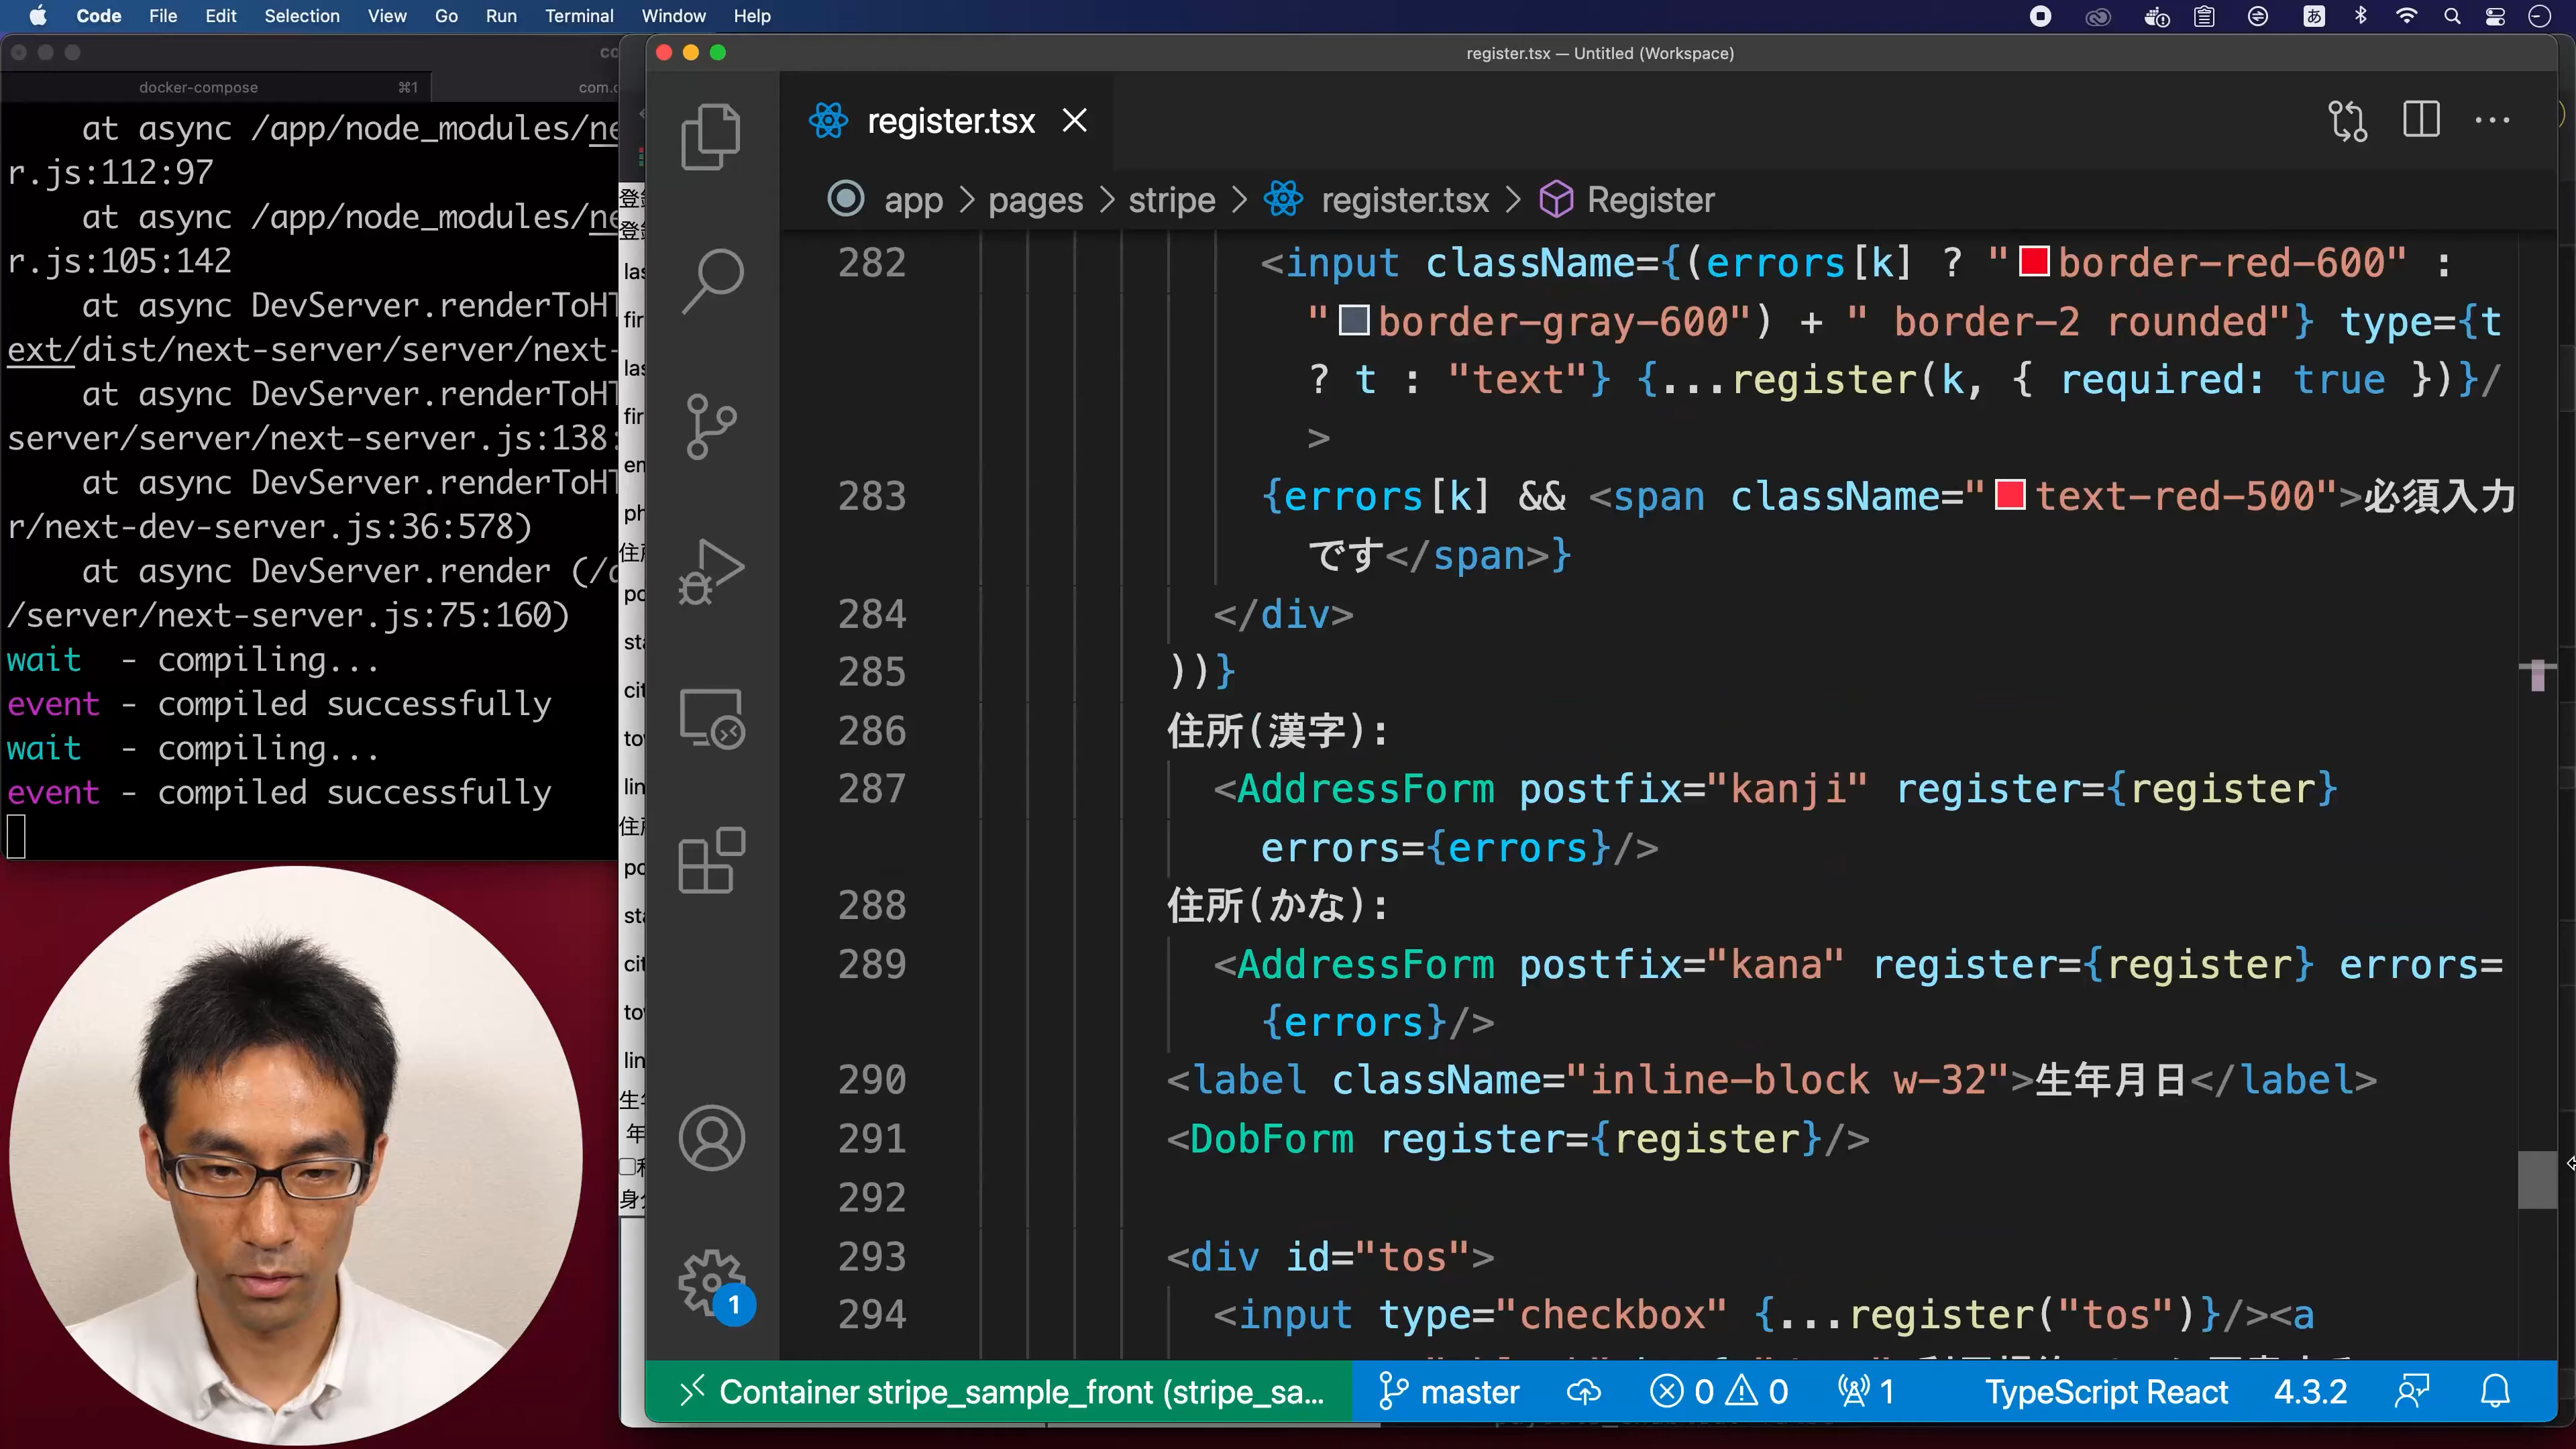 Code File Edit Selection View Go Run Terminal Window Help
docker-compose ⌘1
at async /app/node_modules/ne
r.js:112:97
at async /app/node_modules/ne
r.js:105:142
at async DevServer.renderToHT
ext/dist/next-server/server/next-
at async DevServer.renderToHT
server/server/next-server.js:138:
at async DevServer.renderToHT
r/next-dev-server.js:36:578)
at async DevServer.render (/a
/server/next-server.js:75:160)
wait - compiling...
event - compiled successfully
wait - compiling...
event - compiled successfully
register.tsx — Untitled (Workspace)
register.tsx
app > pages > stripe > register.tsx > Register
282 <input className={(errors[k] ? "border-red-600" :
"border-gray-600") + " border-2 rounded"} type={t
? t : "text"} {...register(k, { required: true })}/
>
283 {errors[k] && <span className="text-red-500">必須入力
です</span>}
284 </div>
285 ))}
286 住所(漢字):
287 <AddressForm postfix="kanji" register={register}
errors={errors}/>
288 住所(かな):
289 <AddressForm postfix="kana" register={register} errors=
{errors}/>
290 <label className="inline-block w-32">生年月日</label>
291 <DobForm register={register}/>
292
293 <div id="tos">
294 <input type="checkbox" {...register("tos")}/><a
1
Container stripe_sample_front (stripe_sa... master 0 0 1 TypeScript React 4.3.2